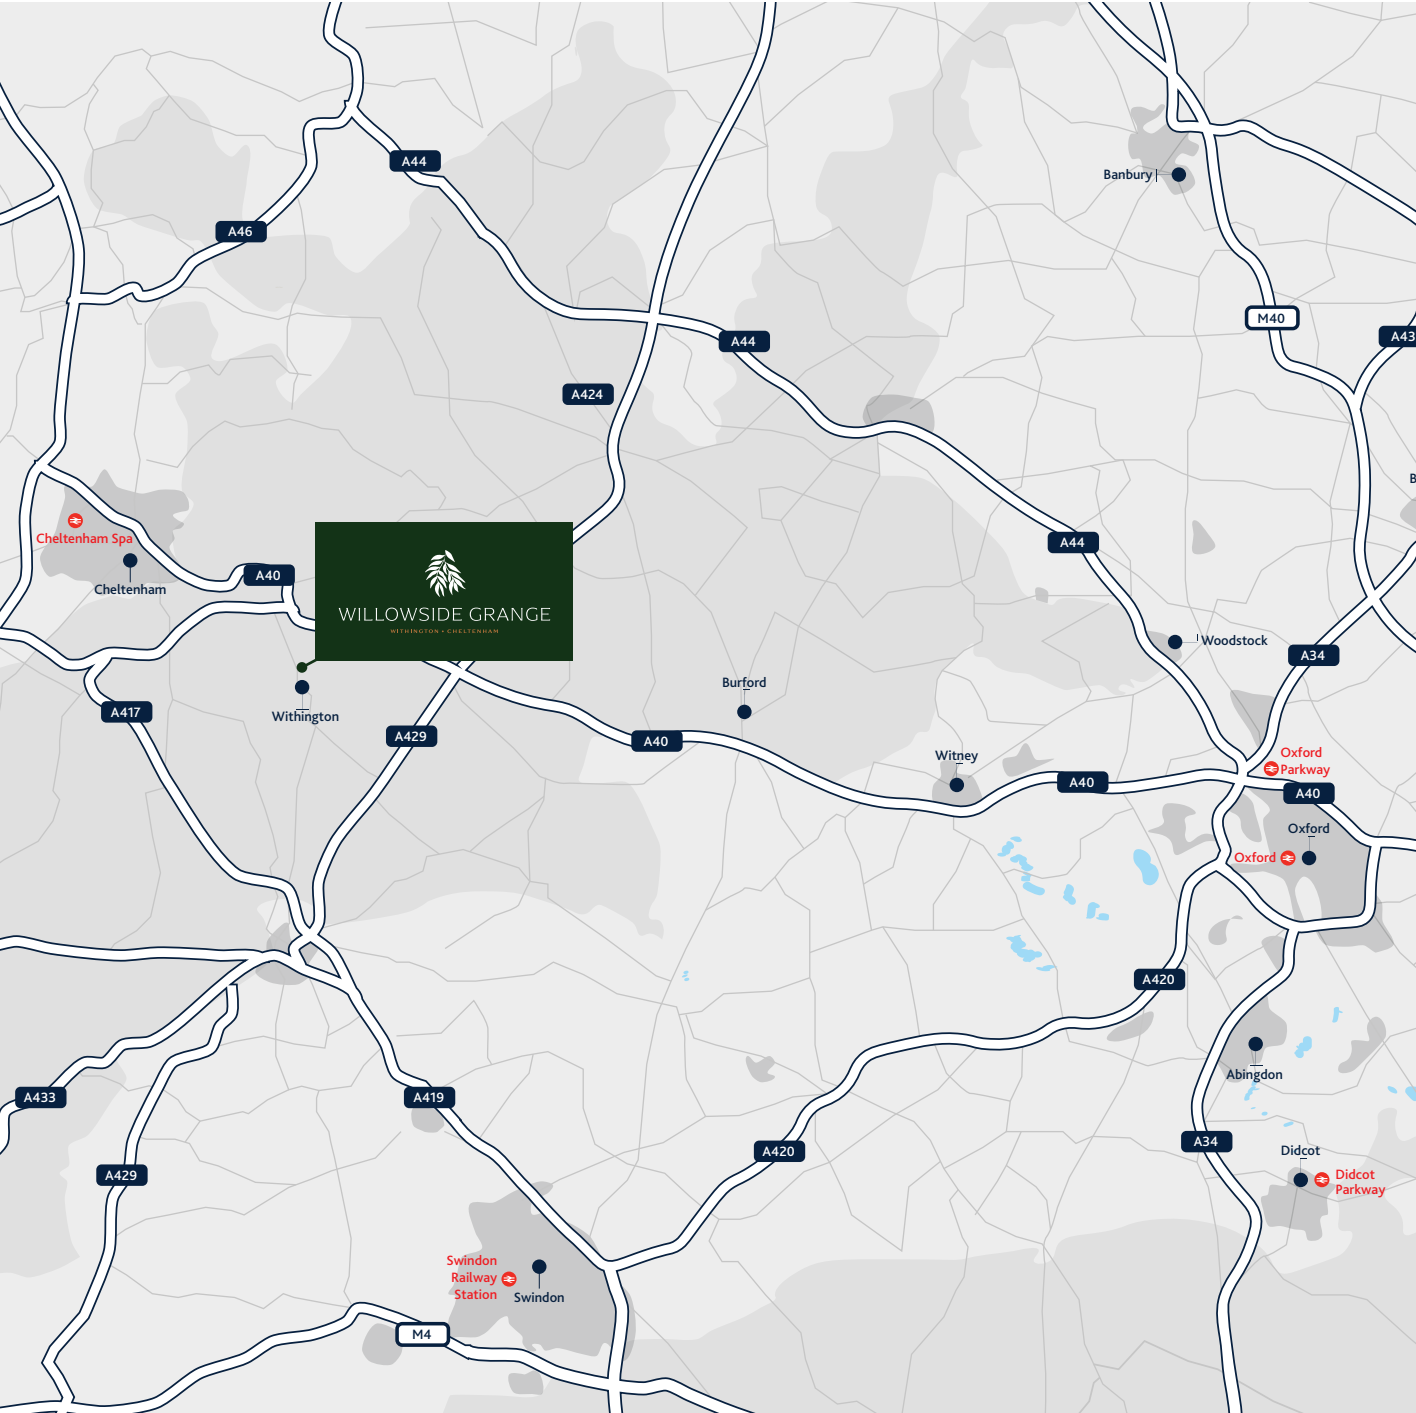 A44
Banbury
A46
M40
A43
A44
A424
B
Cheltenham Spa
A44
A40
Cheltenham
WILLOWSIDE GRANGE
WITHINGTON • CHELTENHAM
Woodstock
A34
Burford
A417
Withington
A429
A40
Witney
Oxford
Parkway
A40
A40
Oxford
Oxford
A420
Abingdon
A433
A419
A34
A420
Didcot
A429
Didcot
Parkway
Swindon
Railway
Station
Swindon
M4